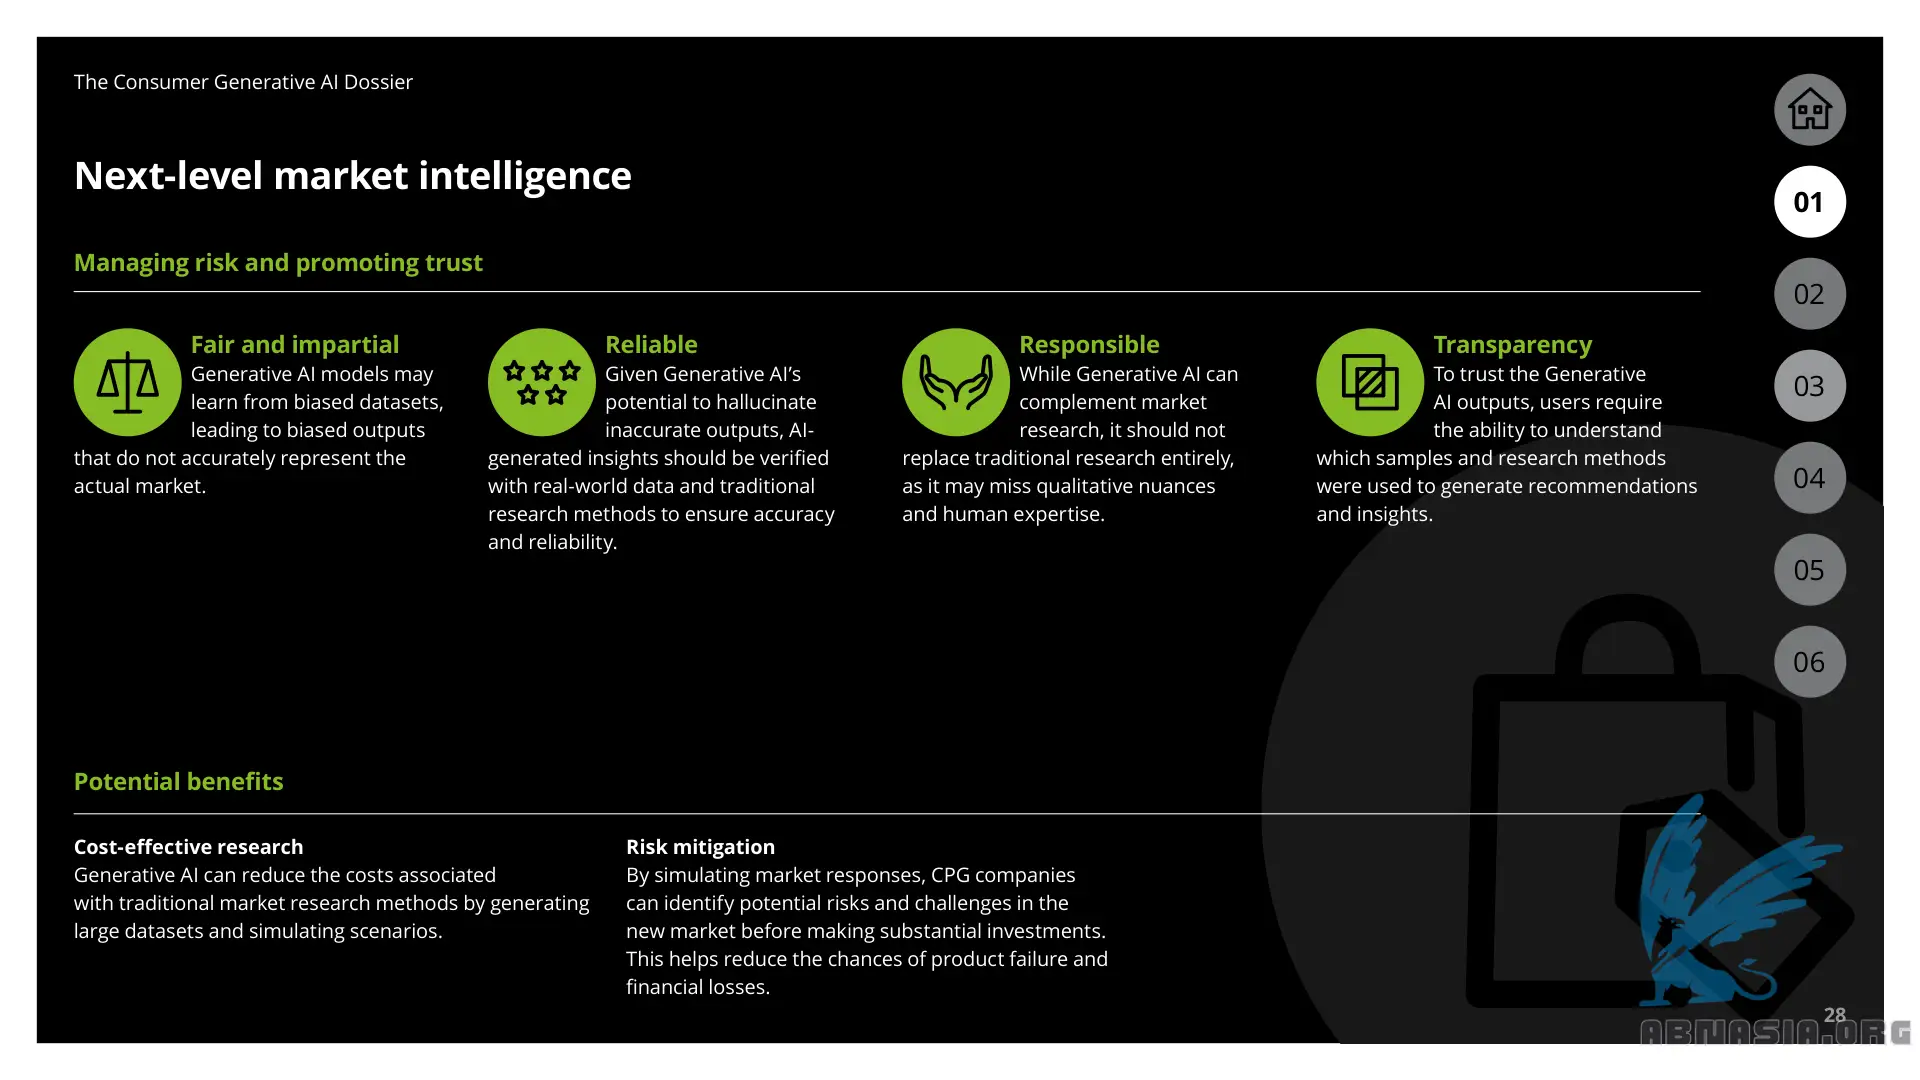 The Consumer Generative AI Dossier
Next-level market intelligence
Managing risk and promoting trust
Fair and impartial
Generative AI models may
learn from biased datasets,
leading to biased outputs
that do not accurately represent the
actual market.
Reliable
Given Generative AI’s
potential to hallucinate
inaccurate outputs, AI-
generated insights should be verified
with real-world data and traditional
research methods to ensure accuracy
and reliability.
Responsible
While Generative AI can
complement market
research, it should not
replace traditional research entirely,
as it may miss qualitative nuances
and human expertise.
Transparency
To trust the Generative
AI outputs, users require
the ability to understand
which samples and research methods
were used to generate recommendations
and insights.
Potential benefits
Cost-effective research
Generative AI can reduce the costs associated
with traditional market research methods by generating
large datasets and simulating scenarios.
Risk mitigation
By simulating market responses, CPG companies
can identify potential risks and challenges in the
new market before making substantial investments.
This helps reduce the chances of product failure and
financial losses.
01
02
03
04
05
06
28
ABNASIA.ORG